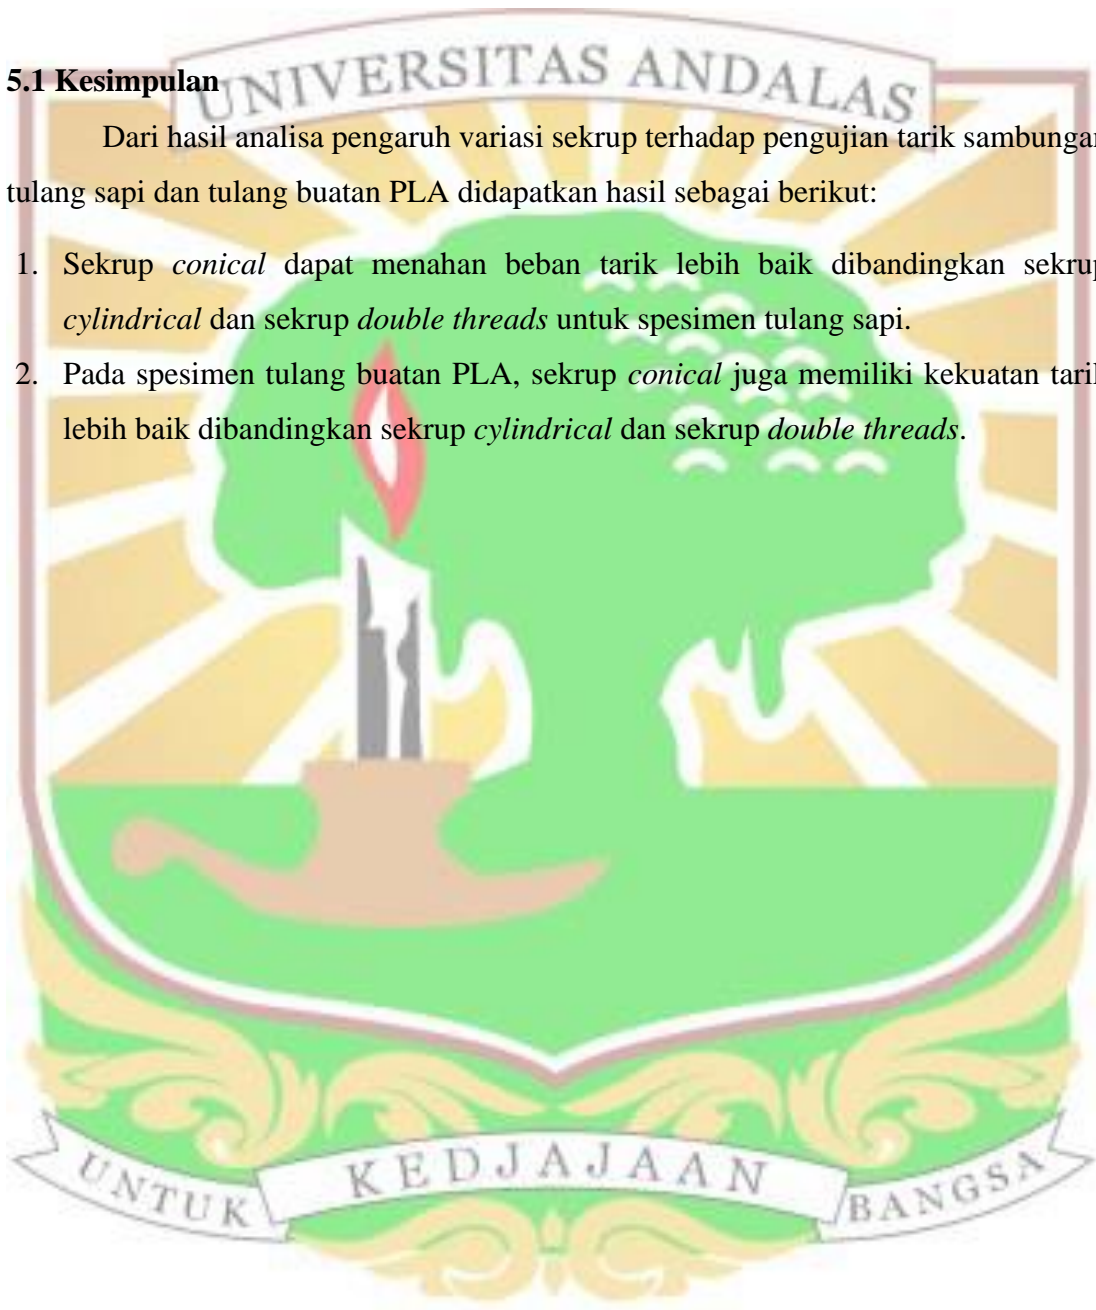 UNIVERSITAS ANDALAS
5.1 Kesimpulan
Dari hasil analisa pengaruh variasi sekrup terhadap pengujian tarik sambungan
tulang sapi dan tulang buatan PLA didapatkan hasil sebagai berikut:
1. Sekrup conical dapat menahan beban tarik lebih baik dibandingkan sekrup
cylindrical dan sekrup double threads untuk spesimen tulang sapi.
2. Pada spesimen tulang buatan PLA, sekrup conical juga memiliki kekuatan tarik
lebih baik dibandingkan sekrup cylindrical dan sekrup double threads.
UNTUK KEDJAJAAN BANGSA